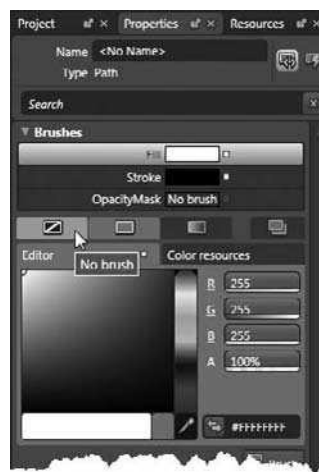 Project × Properties × Resources ×
Name <No Name>
Type Path
Search ×
Brushes
Fill
Stroke
OpacityMask No brush
Editor No brush Color resources
R 255
G 255
B 255
A 100%
#FFFFFFFF